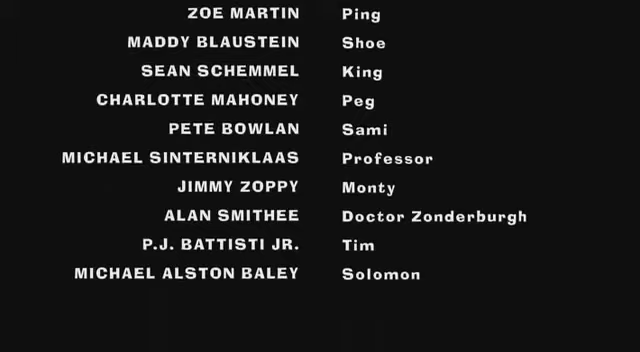 ZOE MARTIN Ping
MADDY BLAUSTEIN Shoe
SEAN SCHEMMEL King
CHARLOTTE MAHONEY Peg
PETE BOWLAN Sami
MICHAEL SINTERNIKLAAS Professor
JIMMY ZOPPY Monty
ALAN SMITHEE Doctor Zonderburgh
P.J. BATTISTI JR. Tim
MICHAEL ALSTON BALEY Solomon